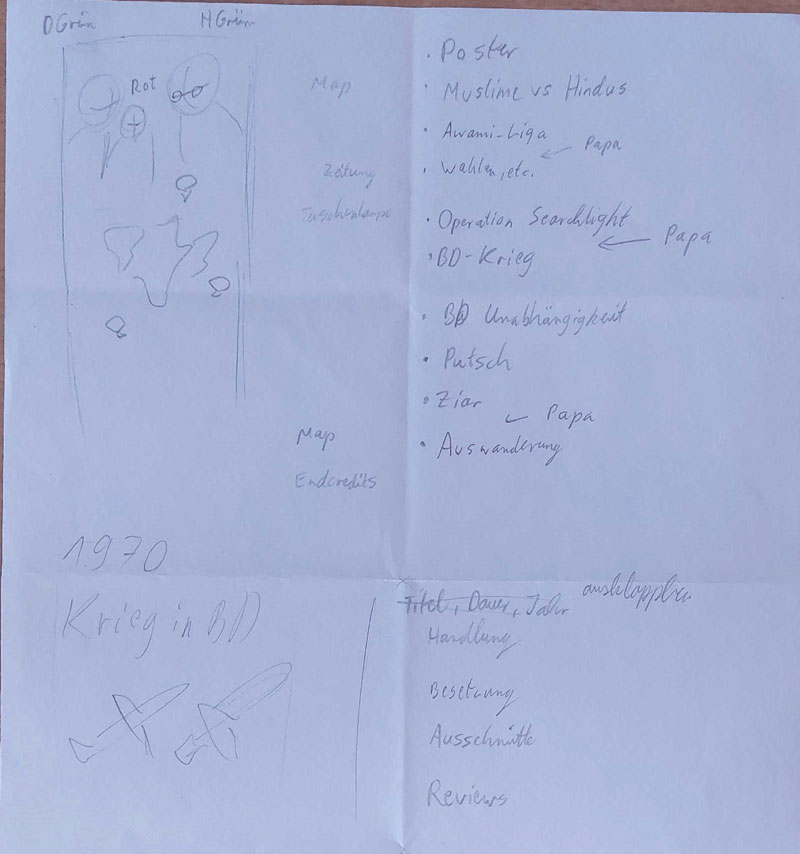 DGrün
HGrün
Rot
Map
Zeitung
Taschenlampe
Map
Endcredits
• Poster
• Muslime vs Hindus
• Awami-Liga
Papa
• Wahlen, etc.
• Operation Searchlight
Papa
• BD-Krieg
• BD Unabhängigkeit
• Putsch
• Ziar
Papa
• Auswanderung
1970
Krieg in BD
Titel, Dauer, Jahr
Handlung
Besetzung
Ausschnitte
Reviews